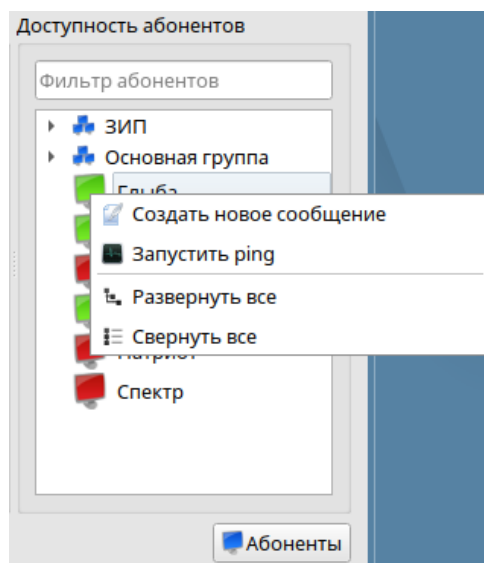 Доступность абонентов
Фильтр абонентов
ЗИП
Основная группа
Глыба
Создать новое сообщение
Запустить ping
Развернуть все
Свернуть все
Патриот
Спектр
Абоненты